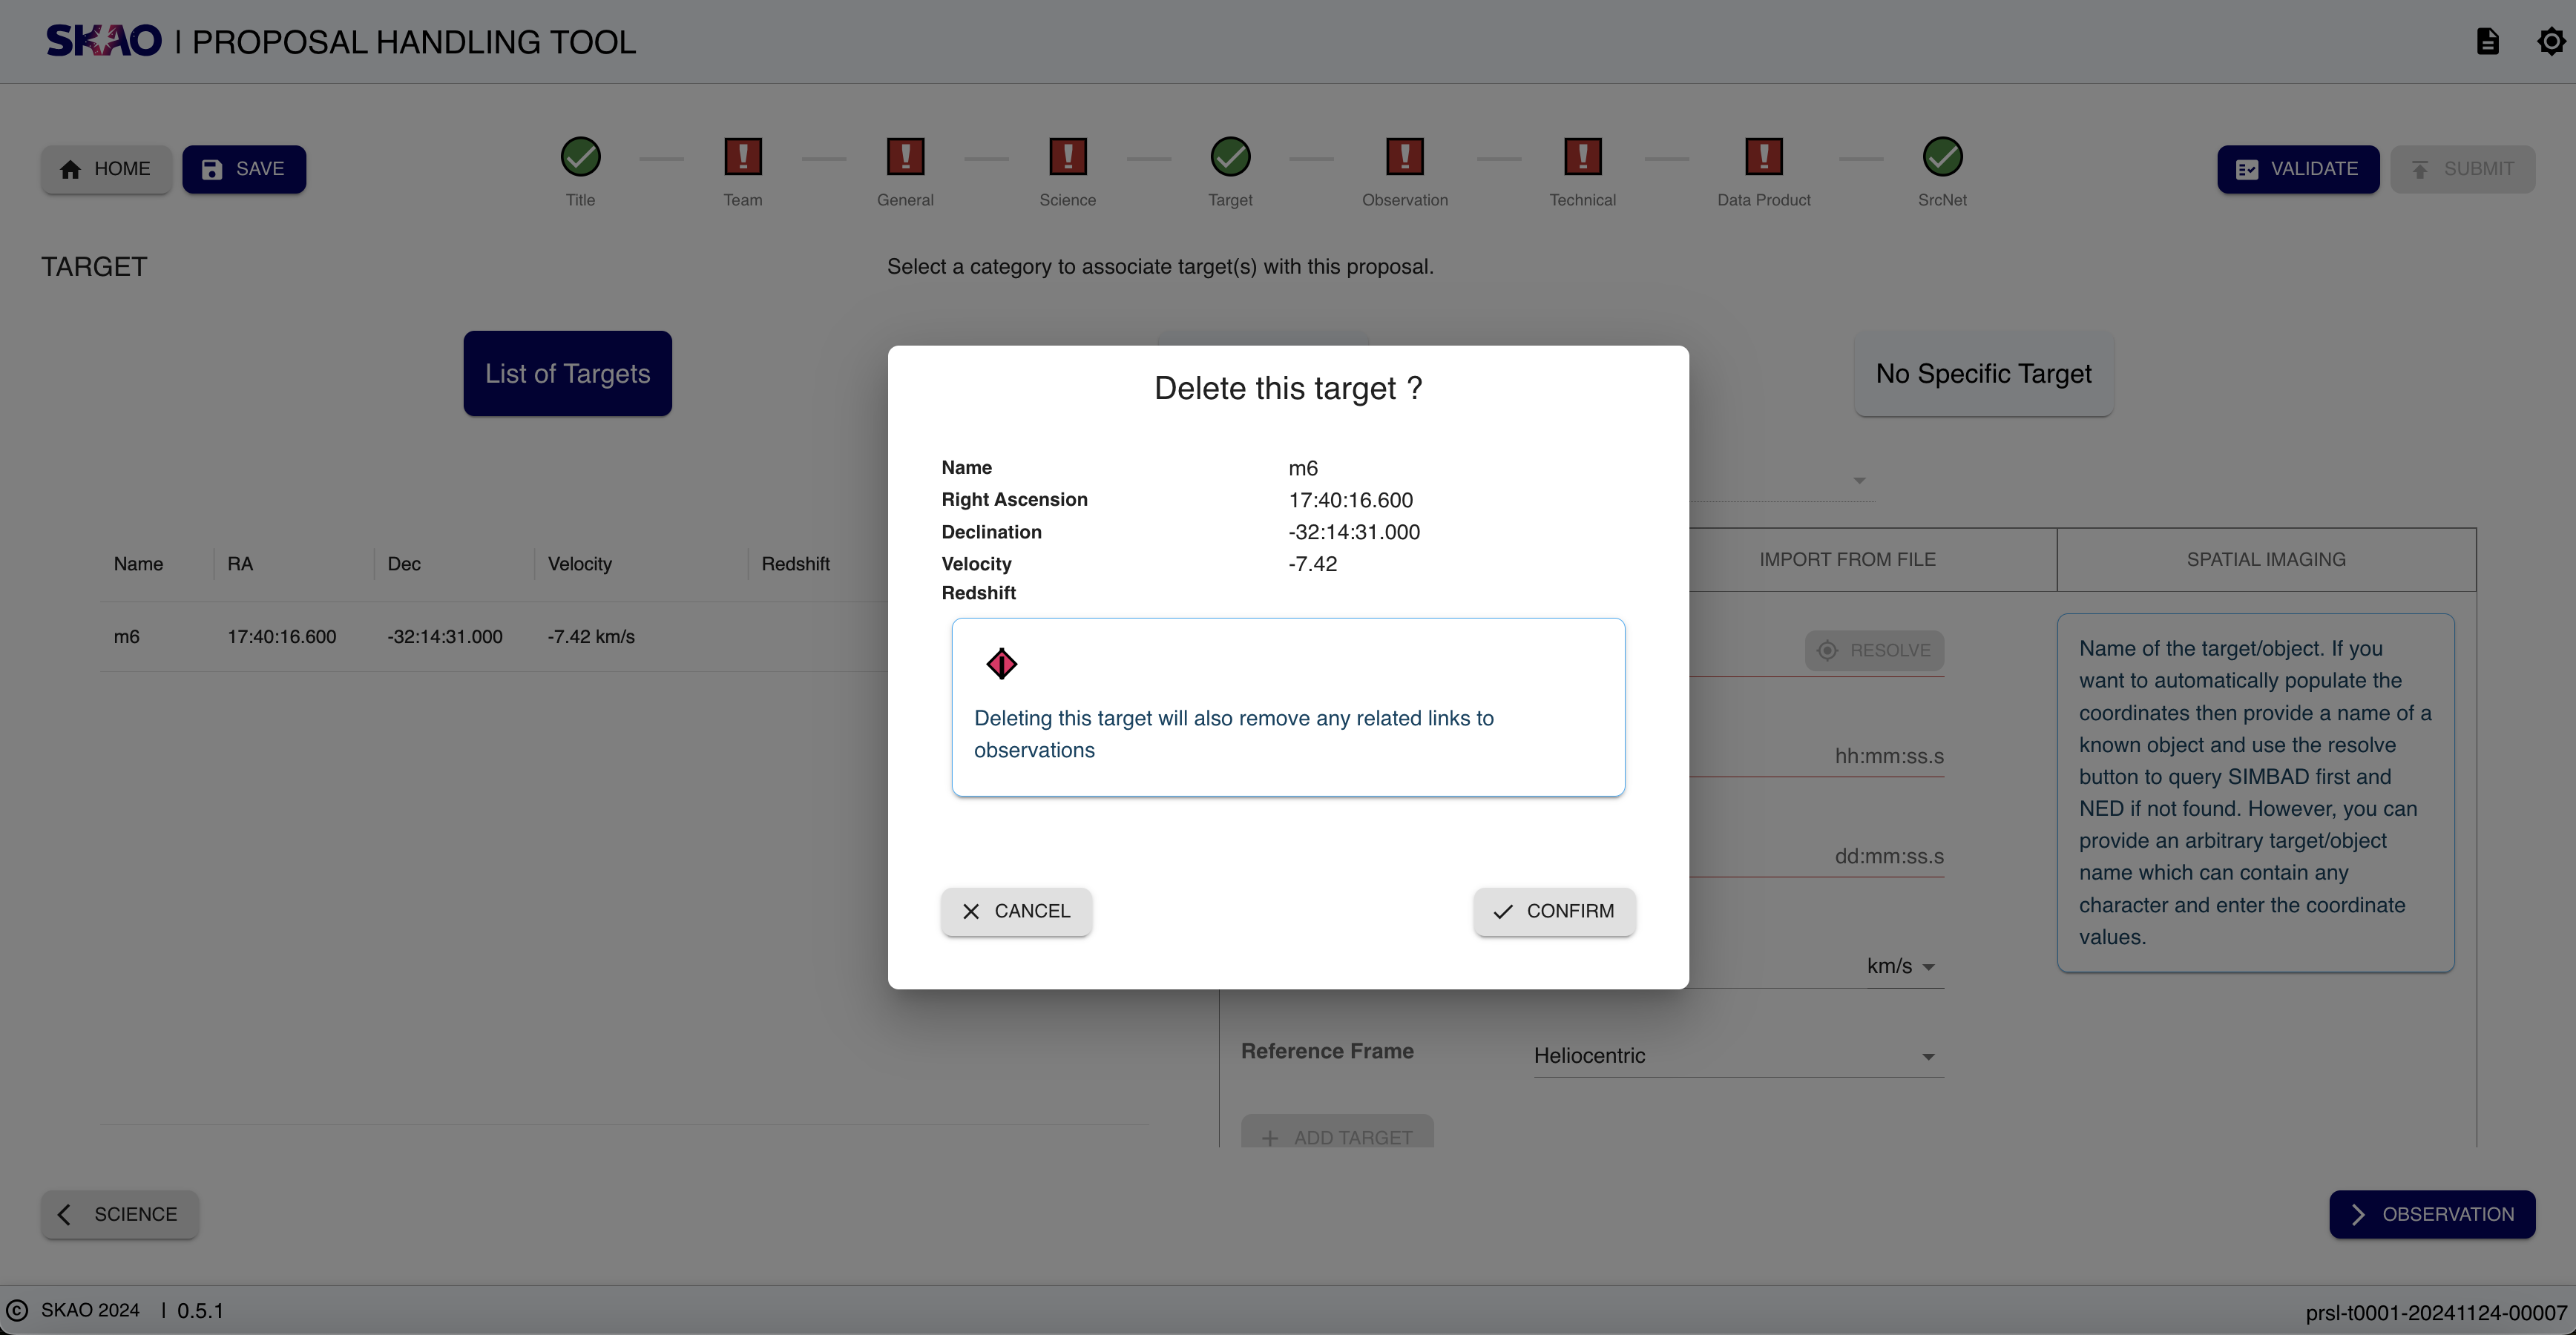 SKAO | PROPOSAL HANDLING TOOL
HOME
SAVE
Title
Team
General
Science
Target
Observation
Technical
Data Product
SrcNet
VALIDATE
SUBMIT
TARGET
Select a category to associate target(s) with this proposal.
List of Targets
No Specific Target
Delete this target ?
Name m6
Right Ascension 17:40:16.600
Declination -32:14:31.000
Velocity -7.42
Redshift
Deleting this target will also remove any related links to
observations
CANCEL
CONFIRM
Name RA Dec Velocity Redshift
m6 17:40:16.600 -32:14:31.000 -7.42 km/s
IMPORT FROM FILE
SPATIAL IMAGING
RESOLVE
hh:mm:ss.s
dd:mm:ss.s
km/s
Name of the target/object. If you
want to automatically populate the
coordinates then provide a name of a
known object and use the resolve
button to query SIMBAD first and
NED if not found. However, you can
provide an arbitrary target/object
name which can contain any
character and enter the coordinate
values.
Reference Frame
Heliocentric
ADD TARGET
SCIENCE
OBSERVATION
© SKAO 2024 | 0.5.1
prsl-t0001-20241124-00007